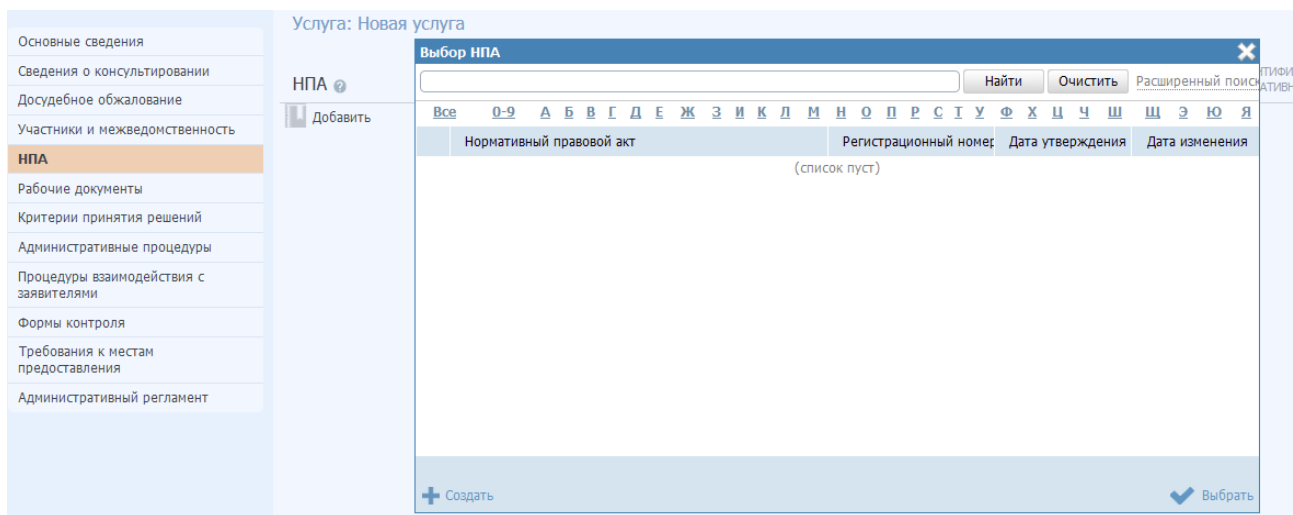 Услуга: Новая услуга
Основные сведения
Сведения о консультировании
Досудебное обжалование
Участники и межведомственность
НПА
Рабочие документы
Критерии принятия решений
Административные процедуры
Процедуры взаимодействия с
заявителями
Формы контроля
Требования к местам
предоставления
Административный регламент
НПА
Добавить
Выбор НПА
Найти Очистить Расширенный поиск
Все 0-9 А Б В Г Д Е Ж З И К Л М Н О П Р С Т У Ф Х Ц Ч Ш Щ Э Ю Я
Нормативный правовой акт Регистрационный номер Дата утверждения Дата изменения
(список пуст)
Создать Выбрать